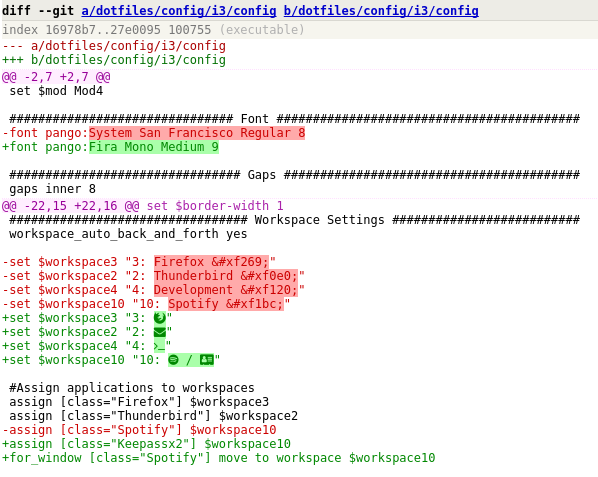 diff --git a/dotfiles/config/i3/config b/dotfiles/config/i3/config
index 16978b7..27e0095 100755 (executable)
--- a/dotfiles/config/i3/config
+++ b/dotfiles/config/i3/config
@@ -2,7 +2,7 @@
 set $mod Mod4

 ############################### Font ##########################################
-font pango:System San Francisco Regular 8
+font pango:Fira Mono Medium 9

 ################################ Gaps #########################################
 gaps inner 8
@@ -22,15 +22,16 @@ set $border-width 1
 ################################# Workspace Settings ##########################
 workspace_auto_back_and_forth yes

-set $workspace3 "3: Firefox &#xf269;"
-set $workspace2 "2: Thunderbird &#xf0e0;"
-set $workspace4 "4: Development &#xf120;"
-set $workspace10 "10: Spotify &#xf1bc;"
+set $workspace3 "3: "
+set $workspace2 "2: "
+set $workspace4 "4: "
+set $workspace10 "10:  / "

 #Assign applications to workspaces
 assign [class="Firefox"] $workspace3
 assign [class="Thunderbird"] $workspace2
-assign [class="Spotify"] $workspace10
+assign [class="Keepassx2"] $workspace10
+for_window [class="Spotify"] move to workspace $workspace10